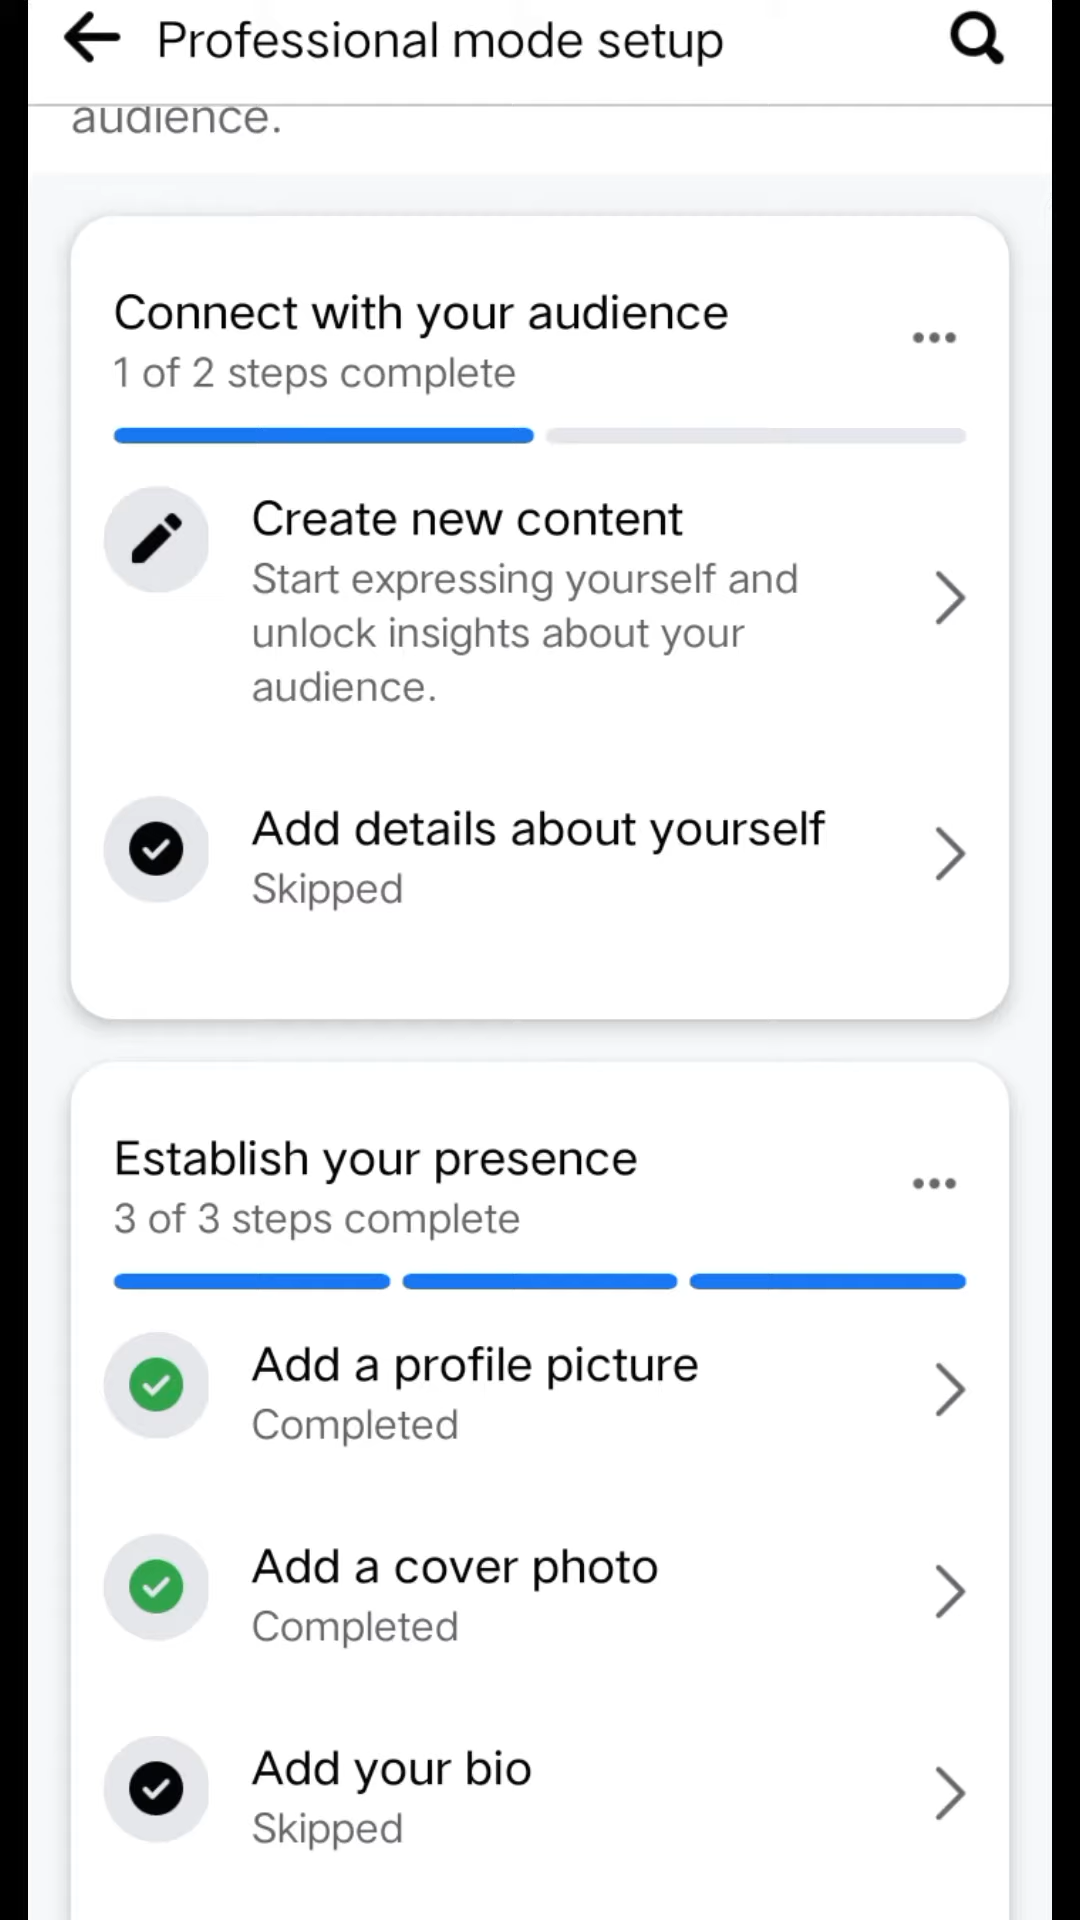 Professional mode setup
audience.
Connect with your audience
1 of 2 steps complete
Create new content
Start expressing yourself and
unlock insights about your
audience.
Add details about yourself
Skipped
Establish your presence
3 of 3 steps complete
Add a profile picture
Completed
Add a cover photo
Completed
Add your bio
Skipped